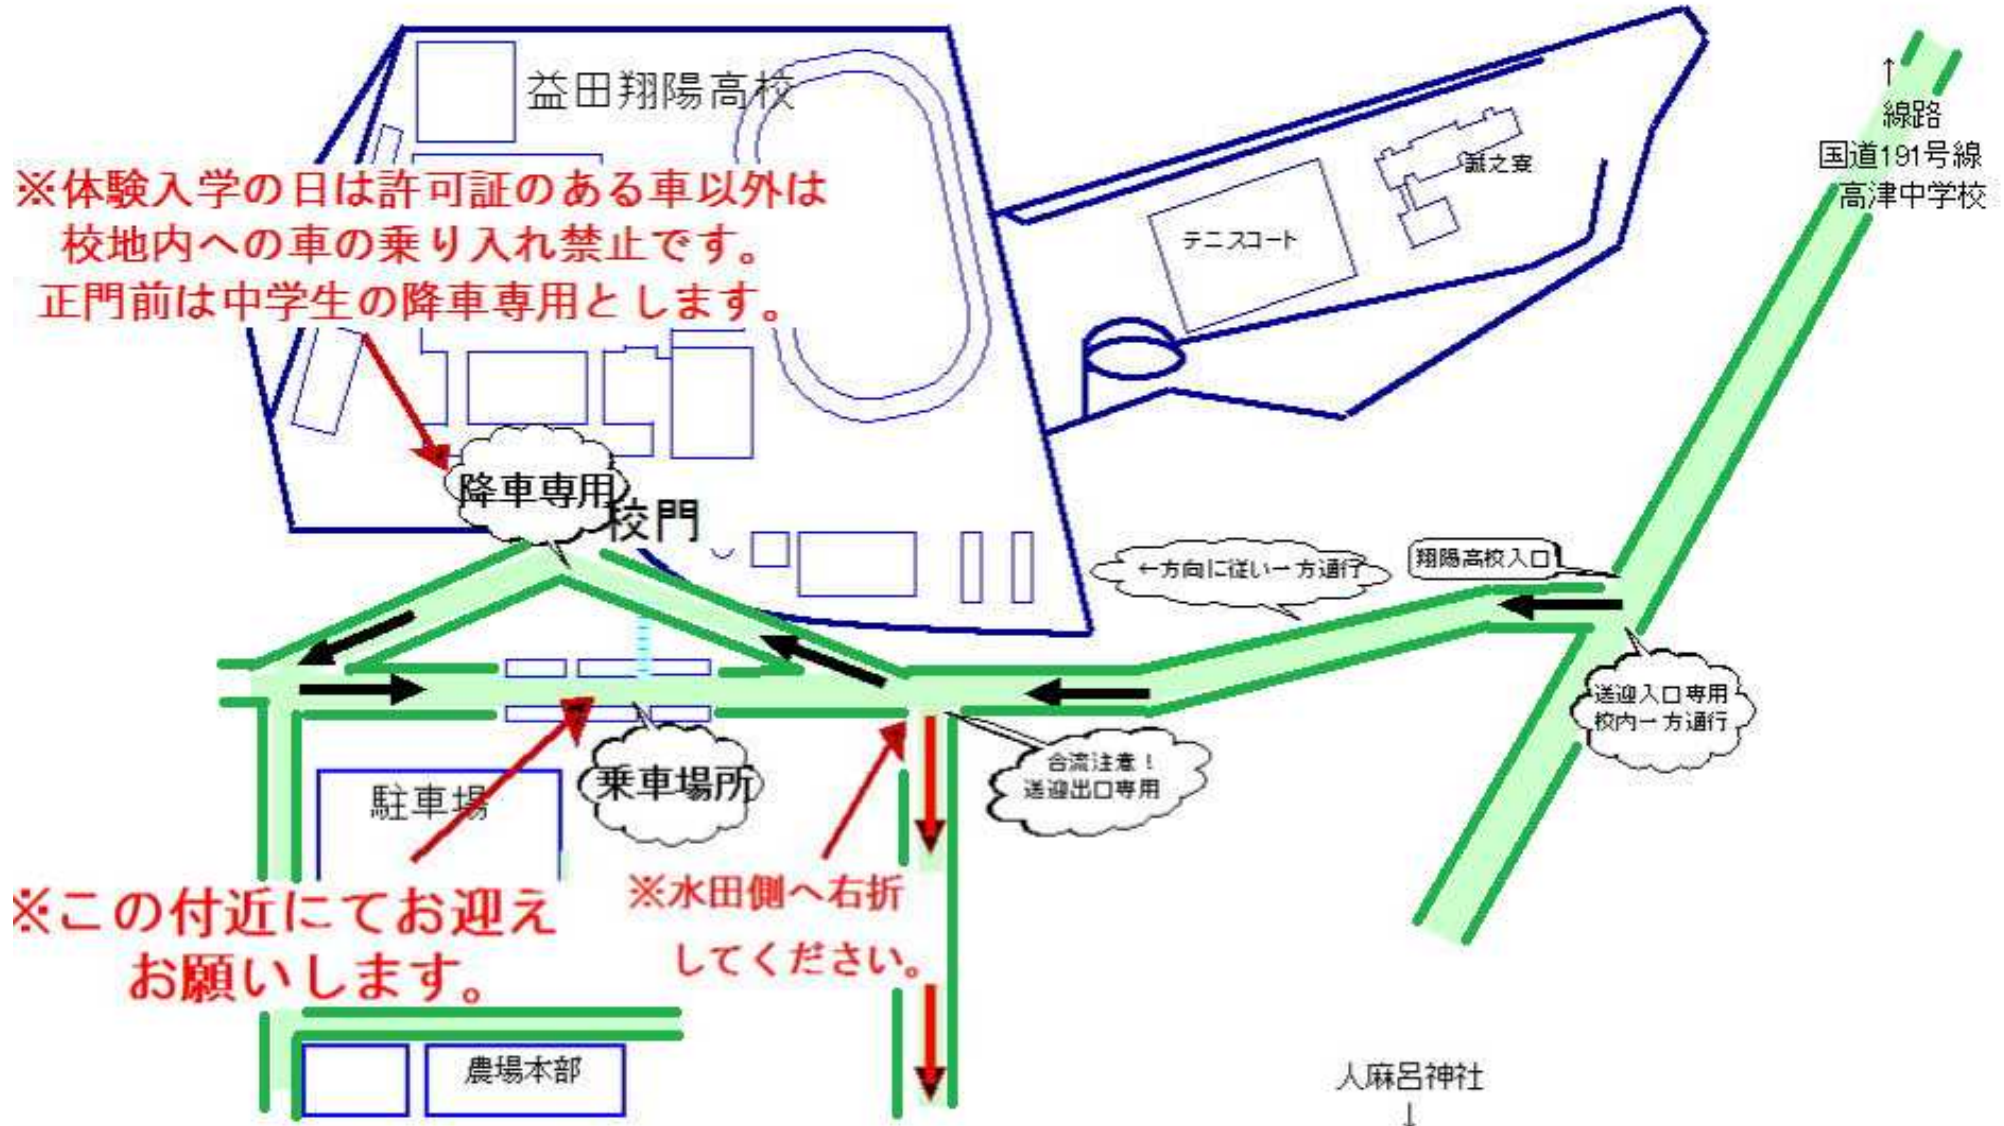 益田翔陽高校
↑
線路
国道191号線
高津中学校
誠之寮
テニスコート
※体験入学の日は許可証のある車以外は
校地内への車の乗り入れ禁止です。
正門前は中学生の降車専用とします。
降車専用
校門
←方向に従い一方通行
翔陽高校入口
送迎入口専用
校内一方通行
合流注意！
送迎出口専用
乗車場所
駐車場
※この付近にてお迎え
お願いします。
※水田側へ右折
してください。
農場本部
人麻呂神社
↓